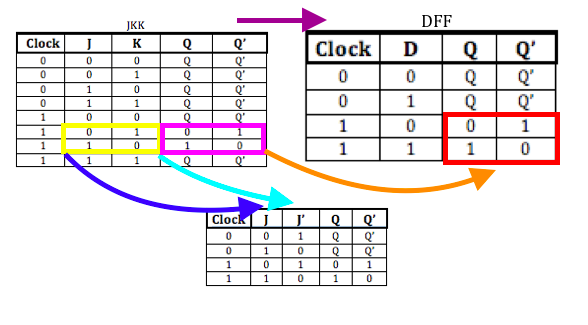 JKK
Clock J K Q Q’
0 0 0 Q Q’
0 0 1 Q Q’
0 1 0 Q Q’
0 1 1 Q Q’
1 0 0 Q Q’
1 0 1 0 1
1 1 0 1 0
1 1 1 Q Q’
DFF
Clock D Q Q’
0 0 Q Q’
0 1 Q Q’
1 0 0 1
1 1 1 0
Clock J J’ Q Q’
0 0 1 Q Q’
0 1 0 Q Q’
1 0 1 0 1
1 1 0 1 0